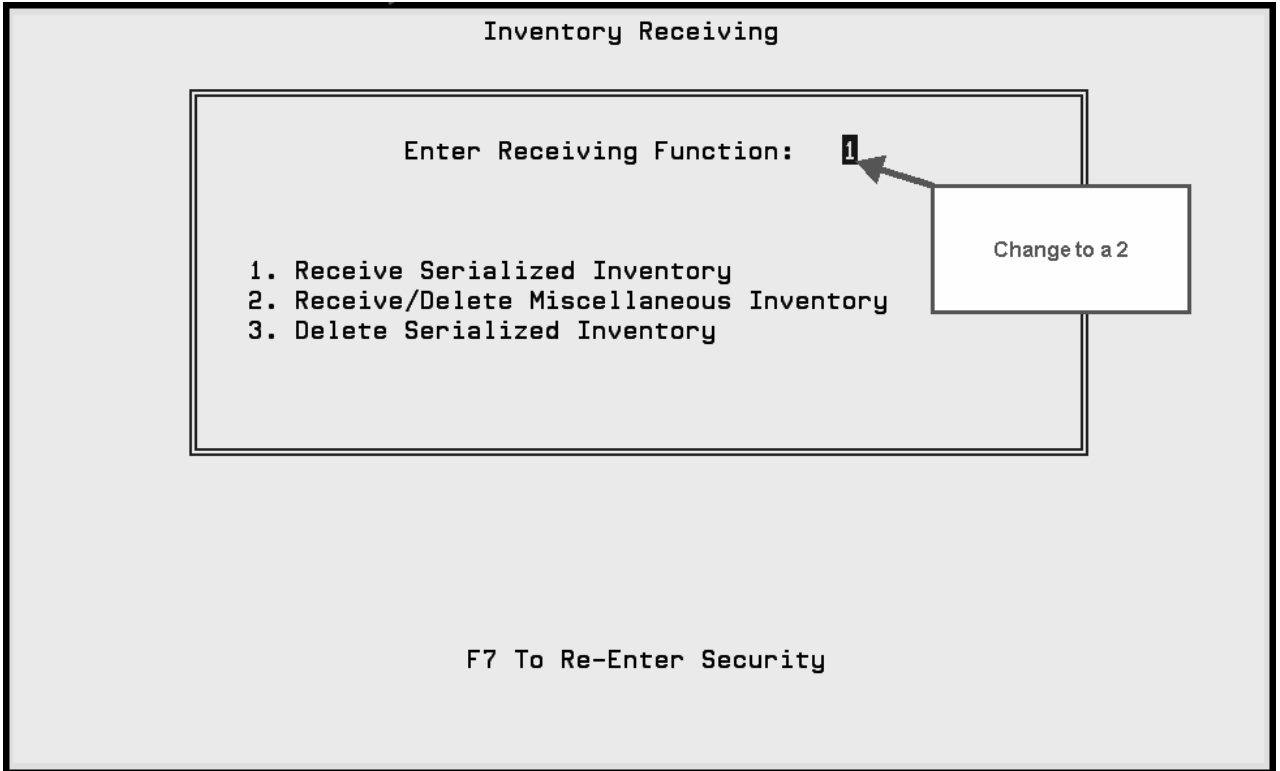 Inventory Receiving
Enter Receiving Function: 1
Change to a 2
1. Receive Serialized Inventory
2. Receive/Delete Miscellaneous Inventory
3. Delete Serialized Inventory
F7 To Re-Enter Security